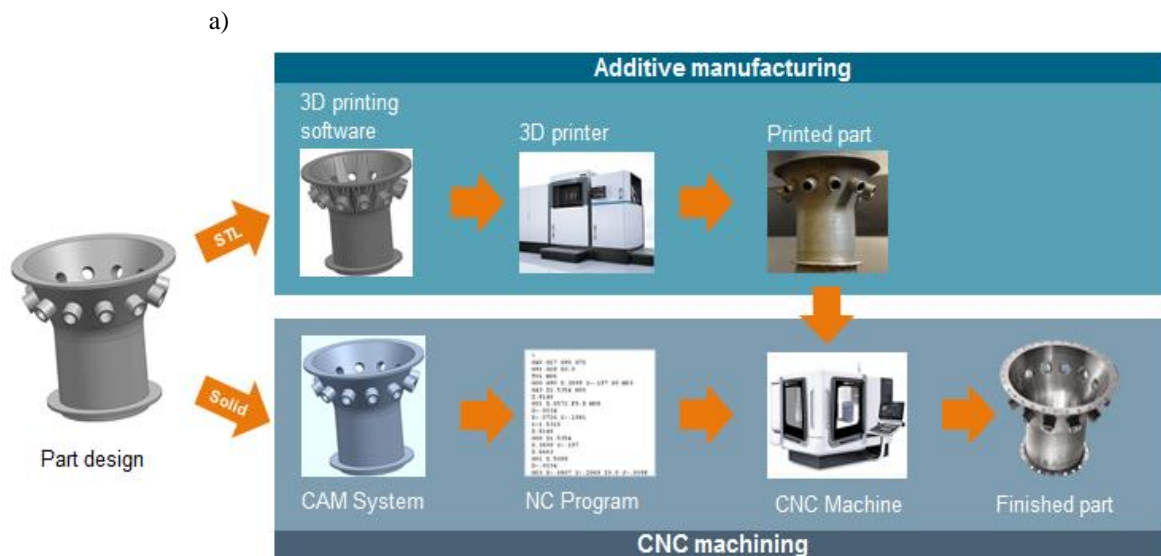 a)
Additive manufacturing
3D printing
software
3D printer
Printed part
STL
Part design
Solid
CAM System
NC Program
CNC Machine
Finished part
CNC machining